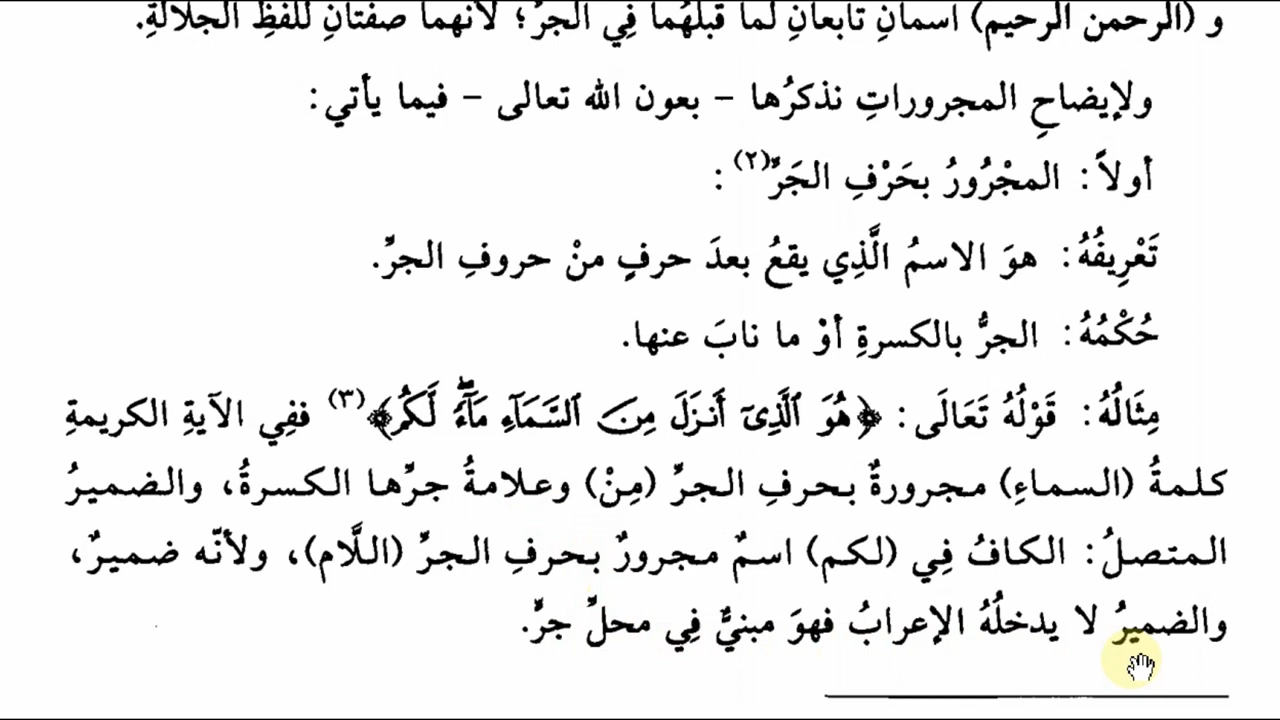 و (الرحمن الرحيم) اسمانِ تابعانِ لما قبلَهُما فِي الجرِّ؛ لأنهما صفتانِ للفظِ الجلالةِ.
ولإيضاحِ المجروراتِ نذكرُها – بعون الله تعالى – فيما يأتي:
أولاً: المجْرُورُ بحَرْفِ الجَرِّ(٢):
تَعْرِيفُهُ: هوَ الاسمُ الَّذِي يقعُ بعدَ حرفٍ منْ حروفِ الجرِّ.
حُكْمُهُ: الجرُّ بالكسرةِ أوْ ما نابَ عنها.
مِثَالُهُ: قَوْلُهُ تَعَالَى: ﴿هُوَ ٱلَّذِىٓ أَنزَلَ مِنَ ٱلسَّمَآءِ مَآءًۖ لَّكُم﴾(٣) ففِي الآيةِ الكريمةِ
كلمةُ (السماءِ) مجرورةٌ بحرفِ الجرِّ (مِنْ) وعلامةُ جرِّها الكسرةُ، والضميرُ
المتصلُ: الكافُ فِي (لكم) اسمٌ مجرورٌ بحرفِ الجرِّ (اللَّام)، ولأنّه ضميرٌ،
والضميرُ لا يدخلُهُ الإعرابُ فهوَ مبنيٌّ فِي محلِّ جرٍّ.